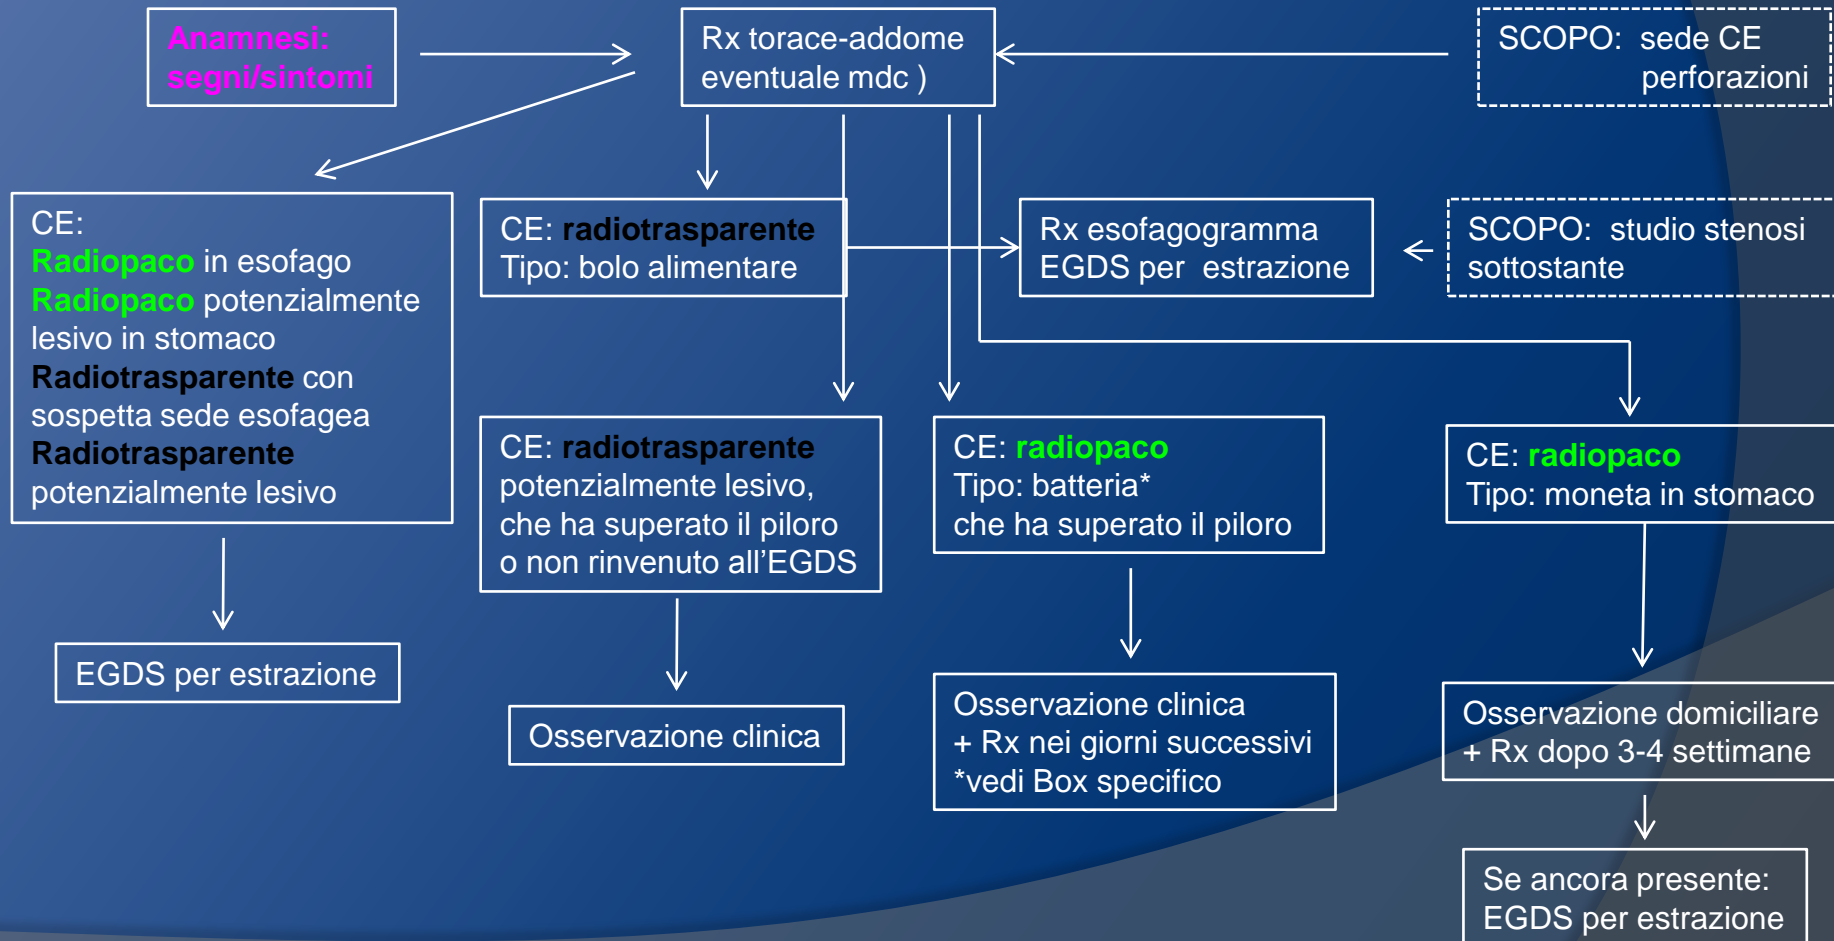 Anamnesi:
segni/sintomi
Rx torace-addome
eventuale mdc )
SCOPO: sede CE
perforazioni
CE:
Radiopaco in esofago
Radiopaco potenzialmente
lesivo in stomaco
Radiotrasparente con
sospetta sede esofagea
Radiotrasparente
potenzialmente lesivo
CE: radiotrasparente
Tipo: bolo alimentare
Rx esofagogramma
EGDS per estrazione
SCOPO: studio stenosi
sottostante
CE: radiotrasparente
potenzialmente lesivo,
che ha superato il piloro
o non rinvenuto all’EGDS
CE: radiopaco
Tipo: batteria*
che ha superato il piloro
CE: radiopaco
Tipo: moneta in stomaco
EGDS per estrazione
Osservazione clinica
Osservazione clinica
+ Rx nei giorni successivi
*vedi Box specifico
Osservazione domiciliare
+ Rx dopo 3-4 settimane
Se ancora presente:
EGDS per estrazione